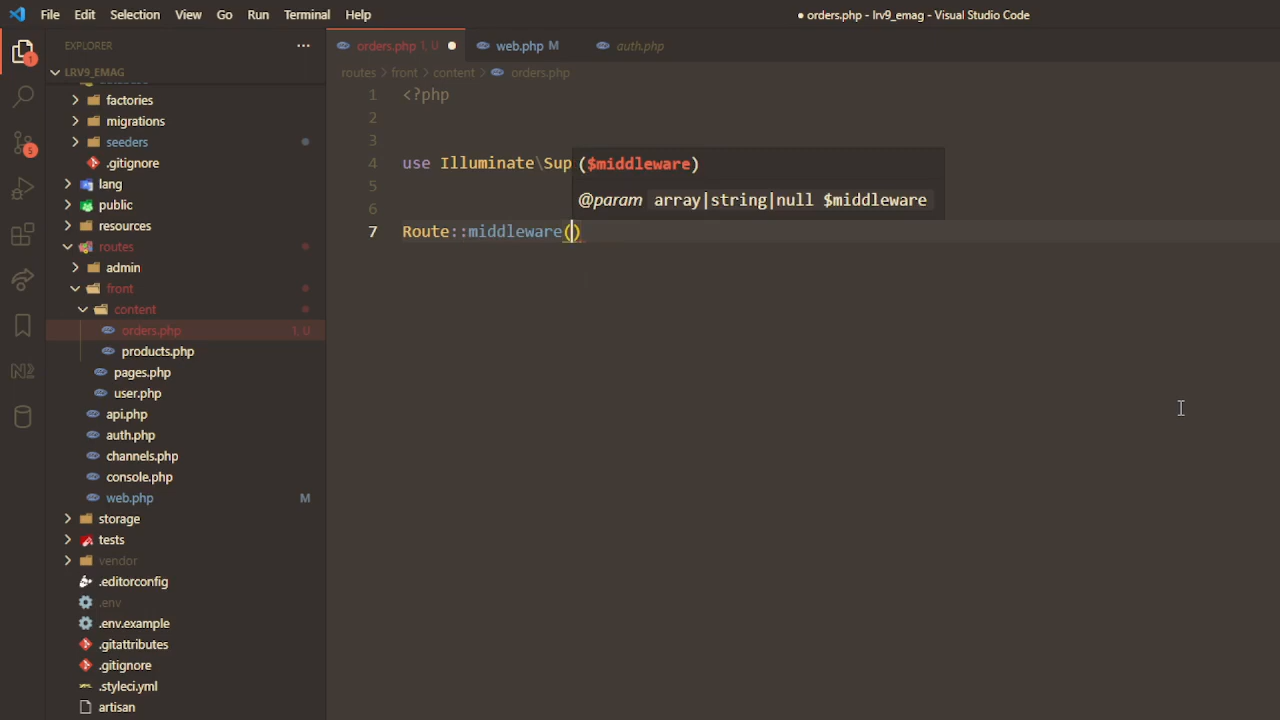 File Edit Selection View Go Run Terminal Help
● orders.php - lrv9_emag - Visual Studio Code
EXPLORER ···
LRV9_EMAG
factories
migrations
seeders
.gitignore
lang
public
resources
routes
admin
front
content
orders.php 1, U
products.php
pages.php
user.php
api.php
auth.php
channels.php
console.php
web.php M
storage
tests
vendor
.editorconfig
.env
.env.example
.gitattributes
.gitignore
.styleci.yml
artisan
1
5
orders.php 1, U ●
web.php M
auth.php
routes > front > content > orders.php
1 <?php
2
3
4 use Illuminate\Sup
5
6
7 Route::middleware()
($middleware)
@param array|string|null $middleware